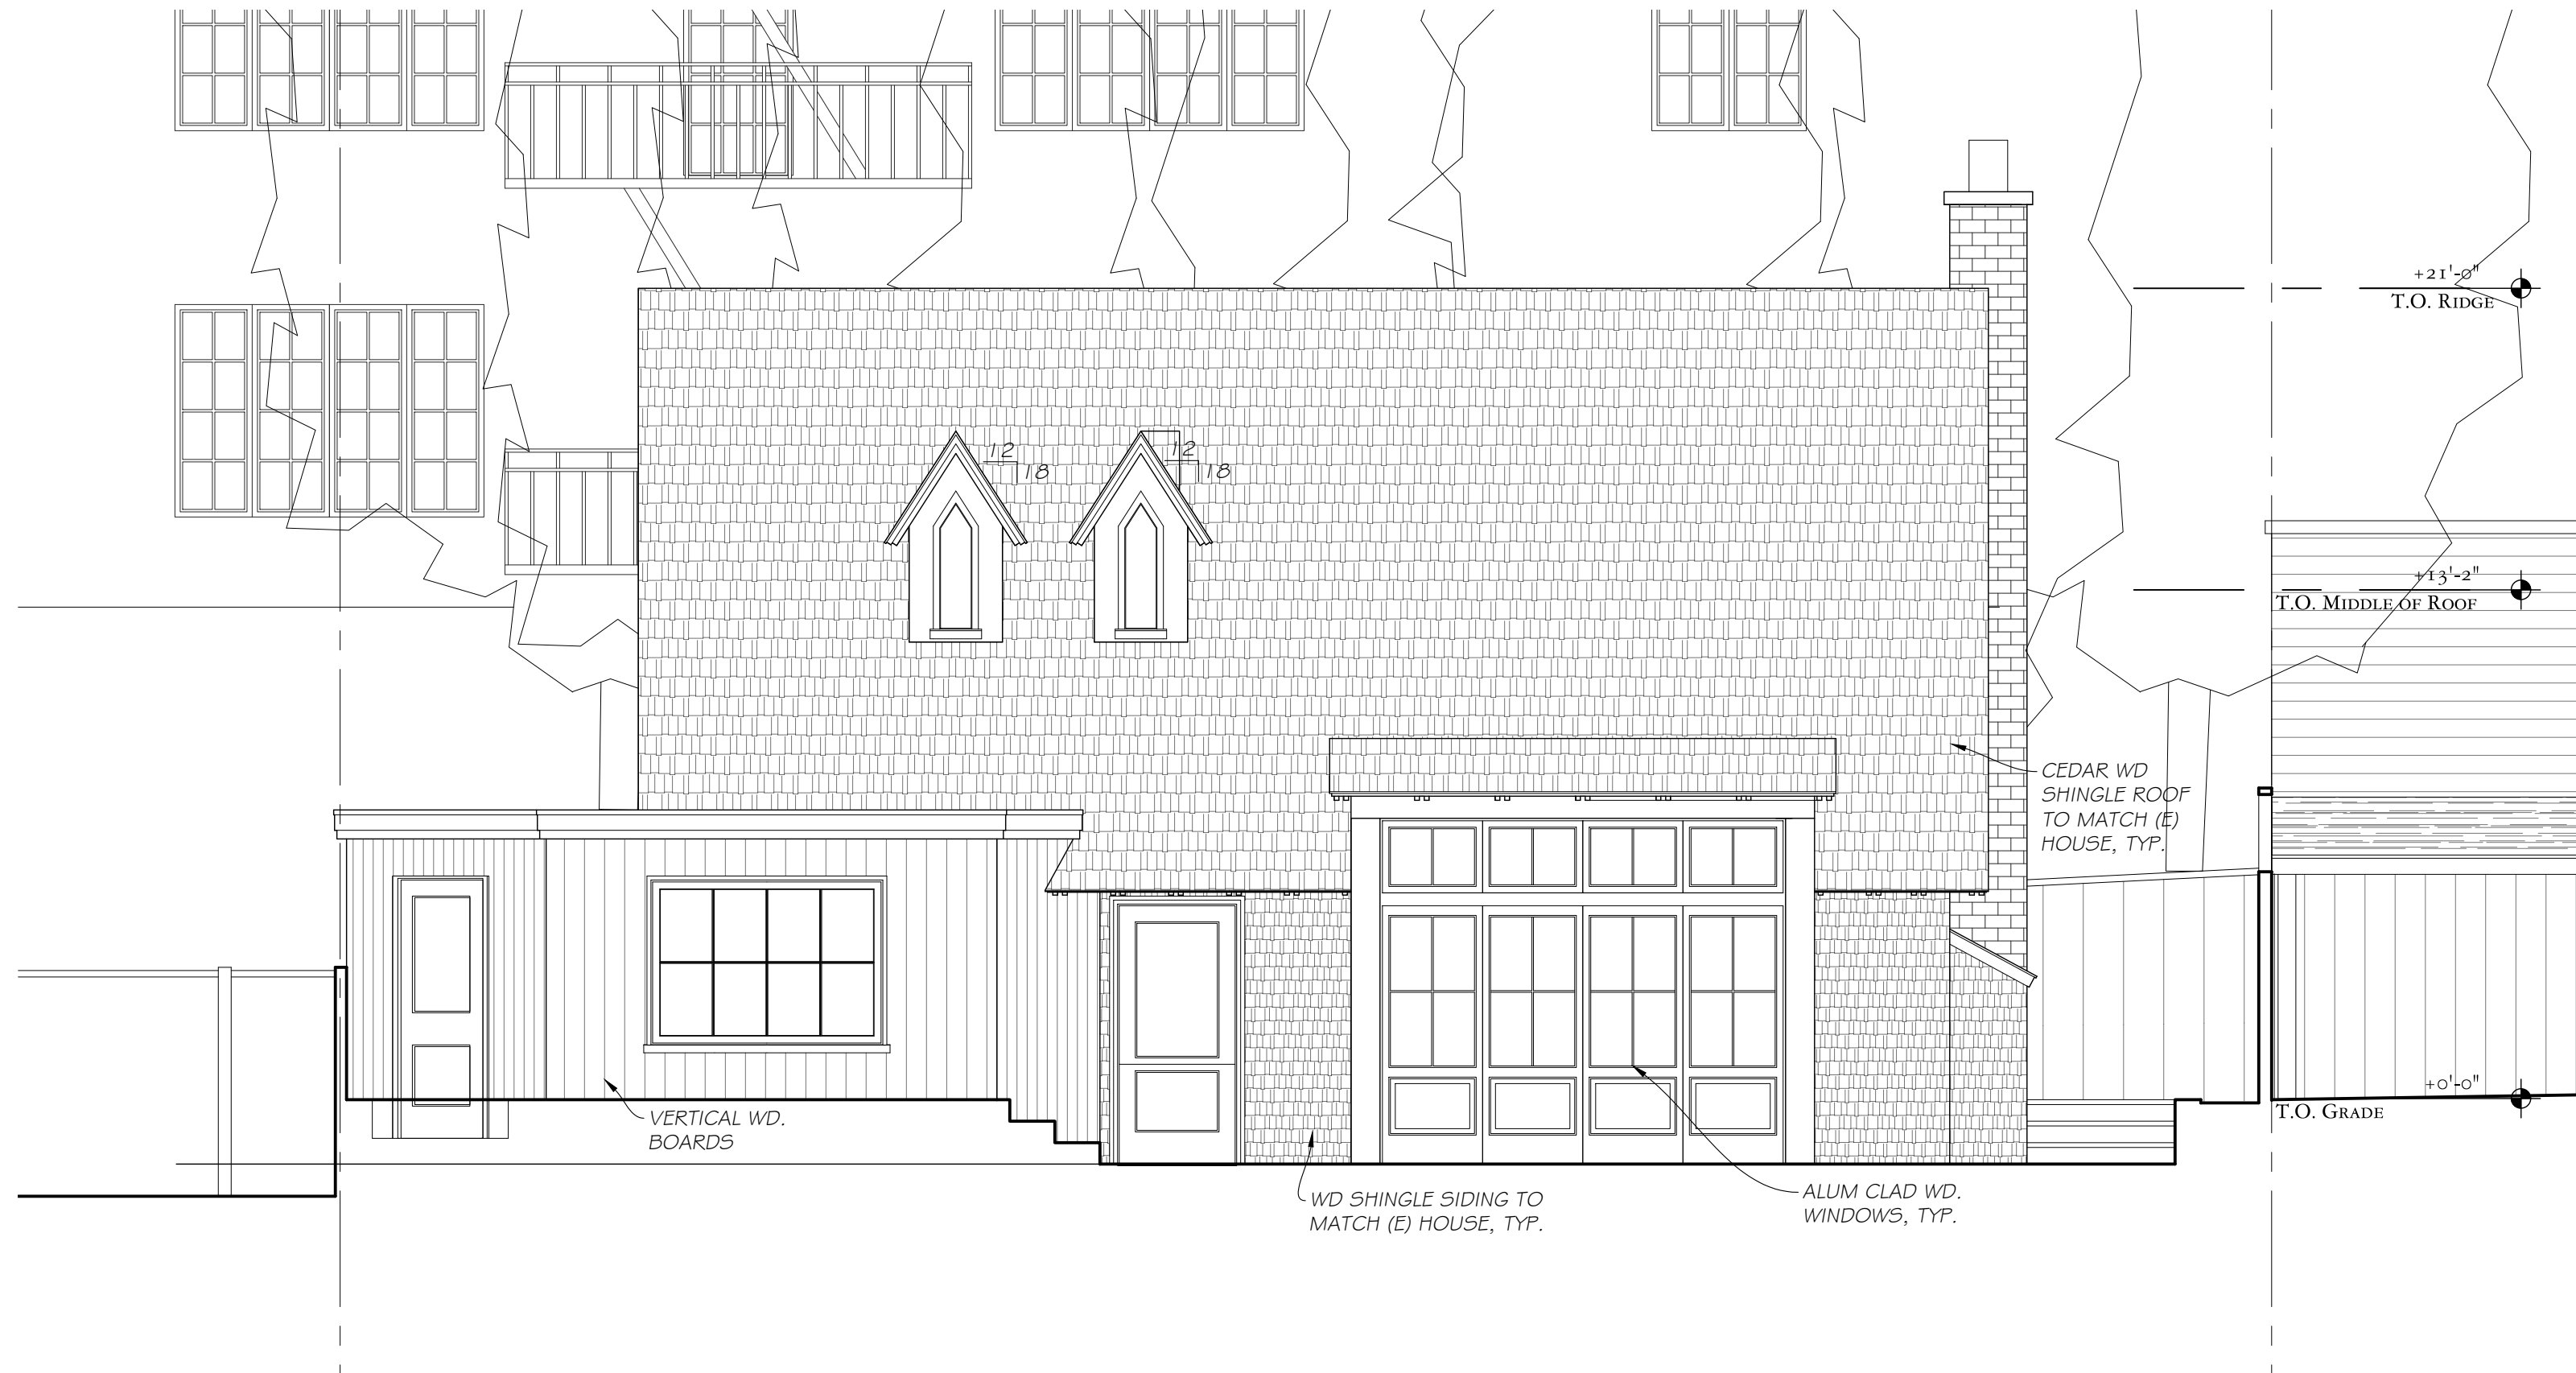 +21'-0"
T.O. RIDGE
12
18
12
18
+13'-2"
T.O. MIDDLE OF ROOF
CEDAR WD
SHINGLE ROOF
TO MATCH (E)
HOUSE, TYP.
+0'-0"
T.O. GRADE
VERTICAL WD.
BOARDS
WD SHINGLE SIDING TO
MATCH (E) HOUSE, TYP.
ALUM CLAD WD.
WINDOWS, TYP.